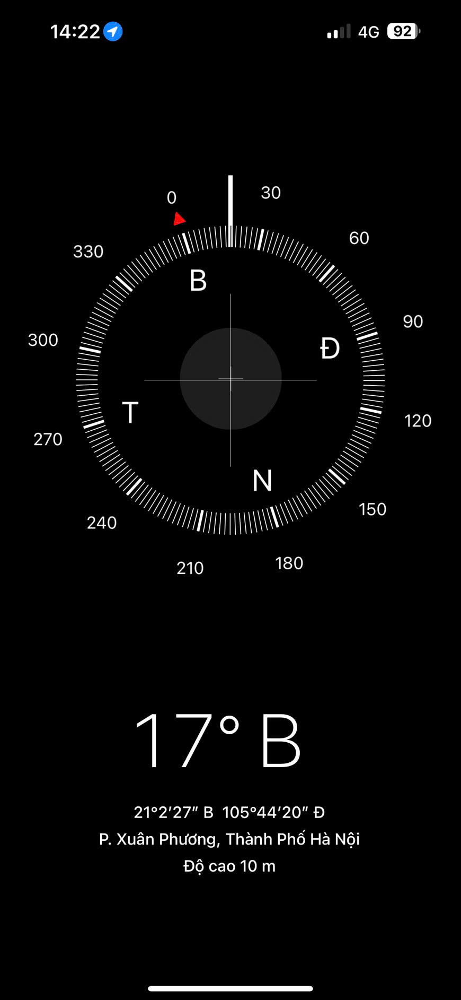 14:22 4G 92
0 30
60
330
B
90
300
Đ
T
120
270
N
150
240
180
210
17° B
21°2′27″ B 105°44′20″ Đ
P. Xuân Phương, Thành Phố Hà Nội
Độ cao 10 m